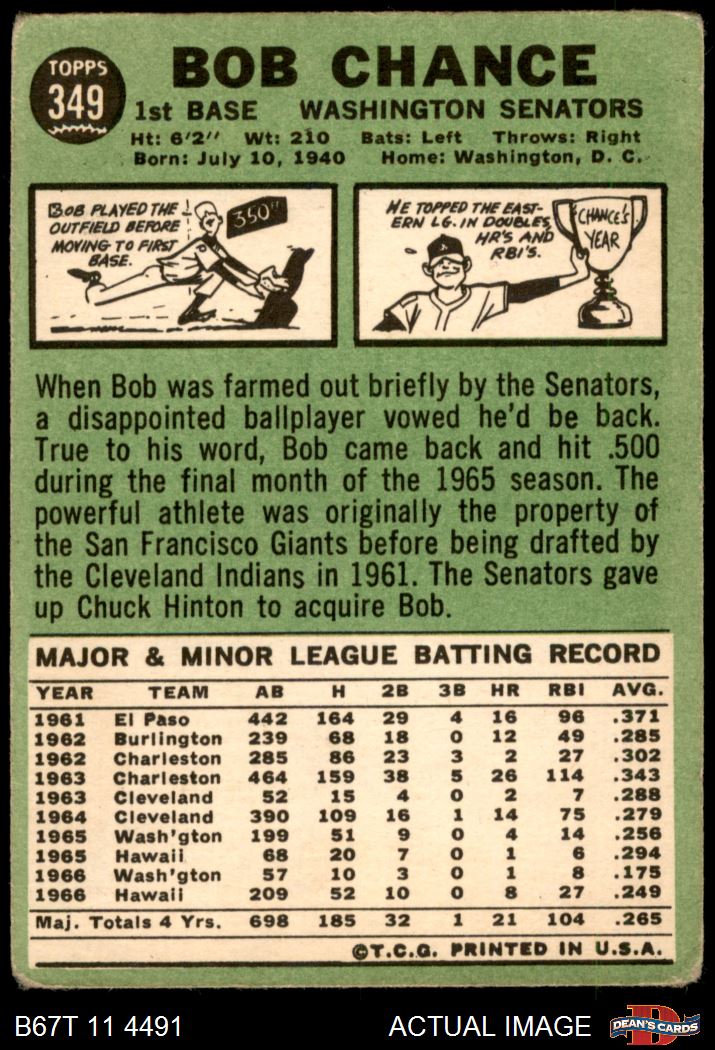 TOPPS
349
BOB CHANCE
1st BASE WASHINGTON SENATORS
Ht: 6'2" Wt: 210 Bats: Left Throws: Right
Born: July 10, 1940 Home: Washington, D. C.
BOB PLAYED THE
OUTFIELD BEFORE
MOVING TO FIRST
BASE.
350"
HE TOPPED THE EAST-
ERN LG. IN DOUBLES,
HR'S AND
RBI'S.
CHANCE'S
YEAR
When Bob was farmed out briefly by the Senators,
a disappointed ballplayer vowed he'd be back.
True to his word, Bob came back and hit .500
during the final month of the 1965 season. The
powerful athlete was originally the property of
the San Francisco Giants before being drafted by
the Cleveland Indians in 1961. The Senators gave
up Chuck Hinton to acquire Bob.
MAJOR & MINOR LEAGUE BATTING RECORD
YEAR TEAM AB H 2B 3B HR RBI AVG.
1961 El Paso 442 164 29 4 16 96 .371
1962 Burlington 239 68 18 0 12 49 .285
1962 Charleston 285 86 23 3 2 27 .302
1963 Charleston 464 159 38 5 26 114 .343
1963 Cleveland 52 15 4 0 2 7 .288
1964 Cleveland 390 109 16 1 14 75 .279
1965 Wash'gton 199 51 9 0 4 14 .256
1965 Hawaii 68 20 7 0 1 6 .294
1966 Wash'gton 57 10 3 0 1 8 .175
1966 Hawaii 209 52 10 0 8 27 .249
Maj. Totals 4 Yrs. 698 185 32 1 21 104 .265
©T.C.G. PRINTED IN U.S.A.
B67T 11 4491 ACTUAL IMAGE
D
DEAN'S CARDS